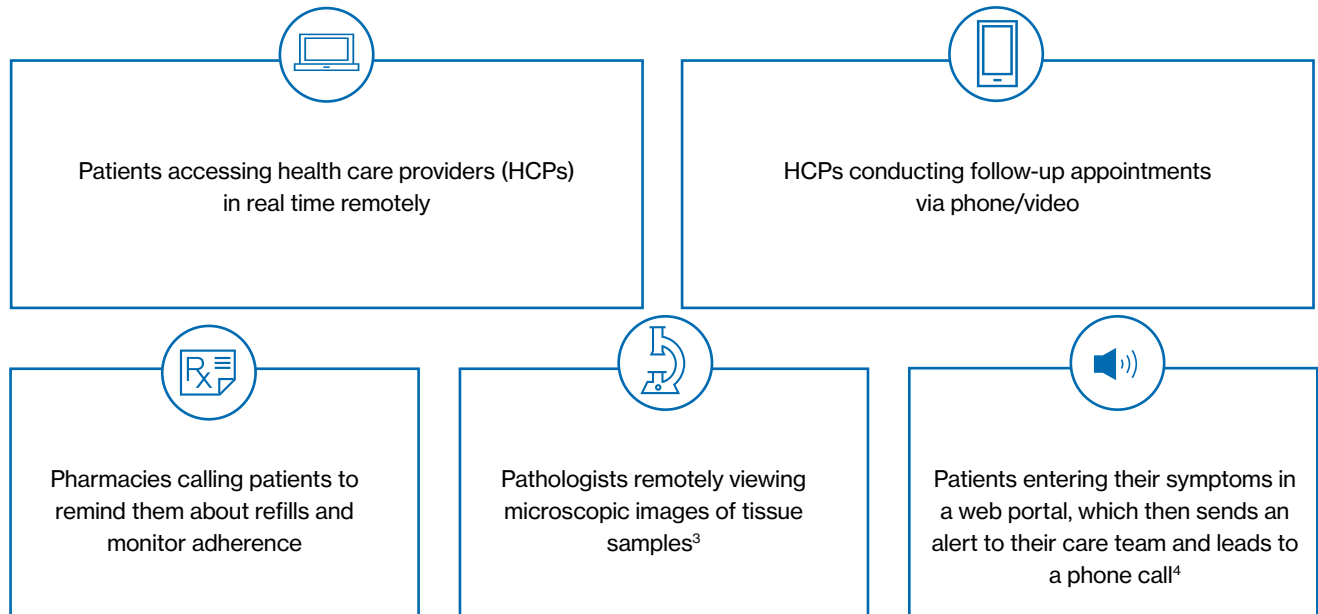 Patients accessing health care providers (HCPs)
in real time remotely
HCPs conducting follow-up appointments
via phone/video
Rx
Pharmacies calling patients to
remind them about refills and
monitor adherence
Pathologists remotely viewing
microscopic images of tissue
samples³
Patients entering their symptoms in
a web portal, which then sends an
alert to their care team and leads to
a phone call⁴